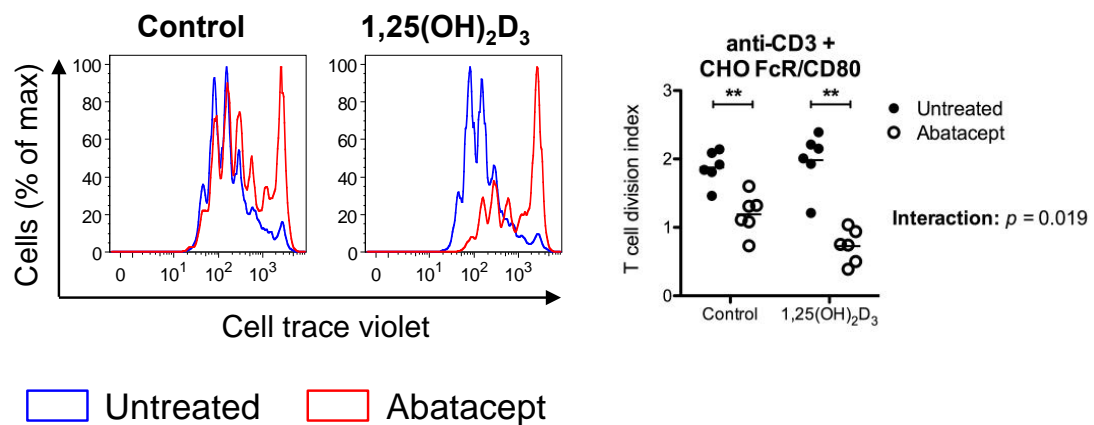 Control
1,25(OH)₂D₃
Cells (% of max)
100
80
60
40
20
0
0 10¹ 10² 10³
100
80
60
40
20
0
0 10¹ 10² 10³
Cell trace violet
Untreated Abatacept
anti-CD3 +
CHO FcR/CD80
T cell division index
3
2
1
0
** **
Control 1,25(OH)₂D₃
Untreated
Abatacept
Interaction: p = 0.019